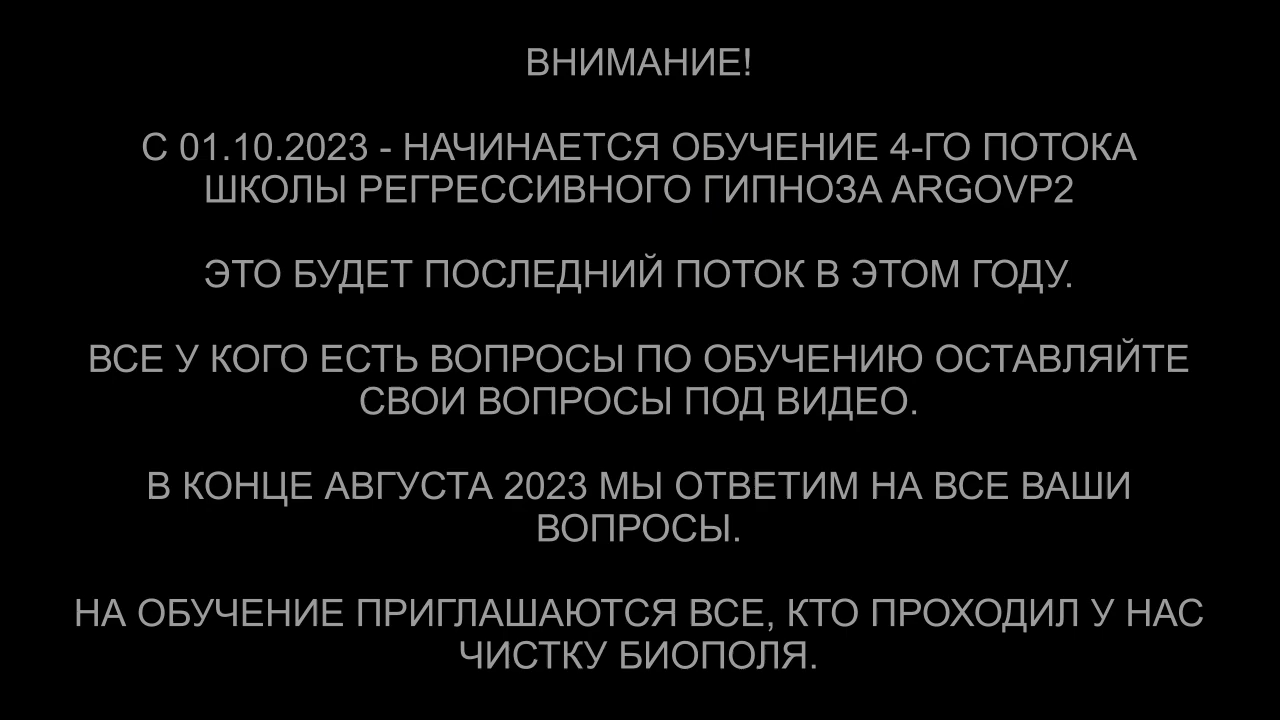 ВНИМАНИЕ!
С 01.10.2023 - НАЧИНАЕТСЯ ОБУЧЕНИЕ 4-ГО ПОТОКА
ШКОЛЫ РЕГРЕССИВНОГО ГИПНОЗА ARGOVP2
ЭТО БУДЕТ ПОСЛЕДНИЙ ПОТОК В ЭТОМ ГОДУ.
ВСЕ У КОГО ЕСТЬ ВОПРОСЫ ПО ОБУЧЕНИЮ ОСТАВЛЯЙТЕ
СВОИ ВОПРОСЫ ПОД ВИДЕО.
В КОНЦЕ АВГУСТА 2023 МЫ ОТВЕТИМ НА ВСЕ ВАШИ
ВОПРОСЫ.
НА ОБУЧЕНИЕ ПРИГЛАШАЮТСЯ ВСЕ, КТО ПРОХОДИЛ У НАС
ЧИСТКУ БИОПОЛЯ.